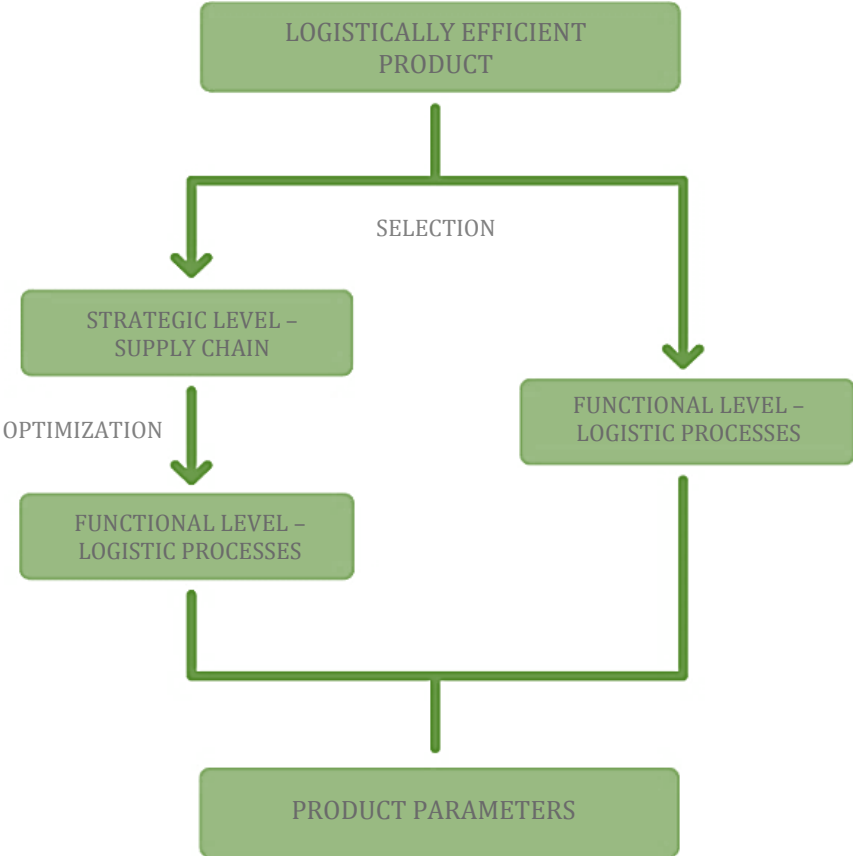 LOGISTICALLY EFFICIENT
PRODUCT
SELECTION
STRATEGIC LEVEL –
SUPPLY CHAIN
OPTIMIZATION
FUNCTIONAL LEVEL –
LOGISTIC PROCESSES
FUNCTIONAL LEVEL –
LOGISTIC PROCESSES
PRODUCT PARAMETERS